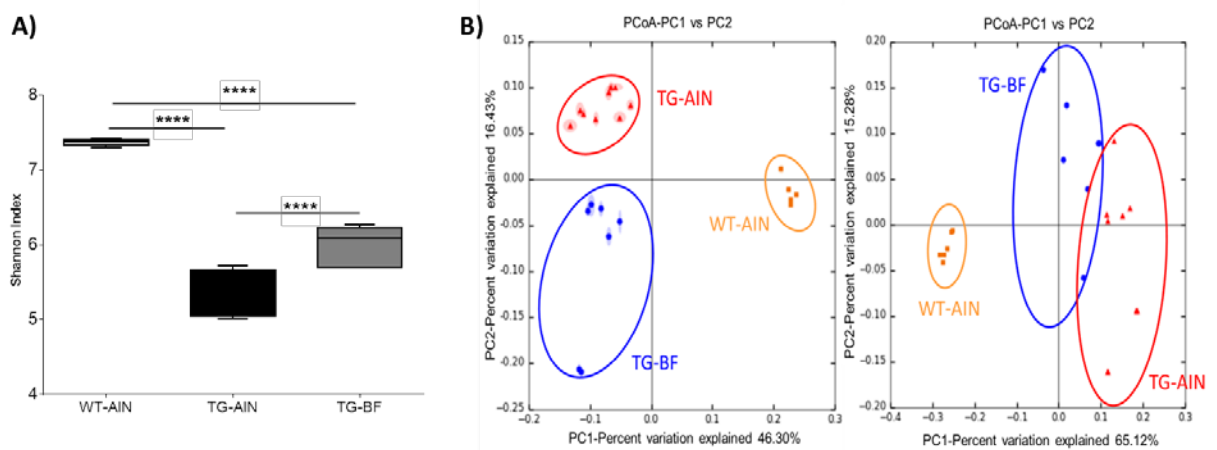 A)
8
7
6
5
4
Shannon Index
****
****
****
WT-AIN
TG-AIN
TG-BF
B)
PCoA-PC1 vs PC2
0.15
0.10
0.05
0.00
-0.05
-0.10
-0.15
-0.20
-0.25
PC2-Percent variation explained 16.43%
TG-AIN
WT-AIN
TG-BF
-0.2
-0.1
0.0
0.1
0.2
0.3
PC1-Percent variation explained 46.30%
PCoA-PC1 vs PC2
0.20
0.15
0.10
0.05
0.00
-0.05
-0.10
-0.15
-0.20
PC2-Percent variation explained 15.28%
TG-BF
WT-AIN
TG-AIN
-0.4
-0.3
-0.2
-0.1
0.0
0.1
0.2
0.3
PC1-Percent variation explained 65.12%